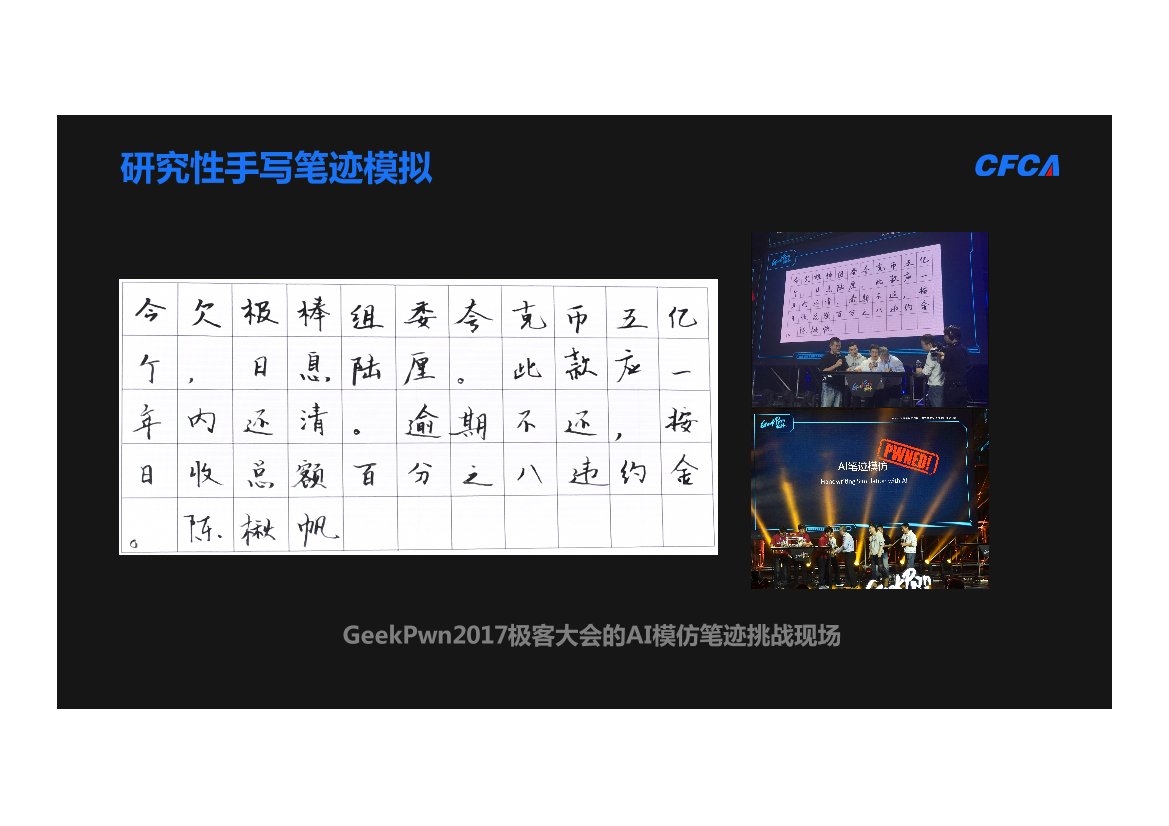 研究性手写笔迹模拟
CFCA
今欠极棒组委夸克币五亿
个，日息陆厘。此款应一
年内还清。逾期不还，按
日收总额百分之八违约金
。陈楸帆
GeekPwn
PWNED!
AI笔迹模仿
Handwriting Simulation with AI
GeekPwn
GeekPwn2017极客大会的AI模仿笔迹挑战现场